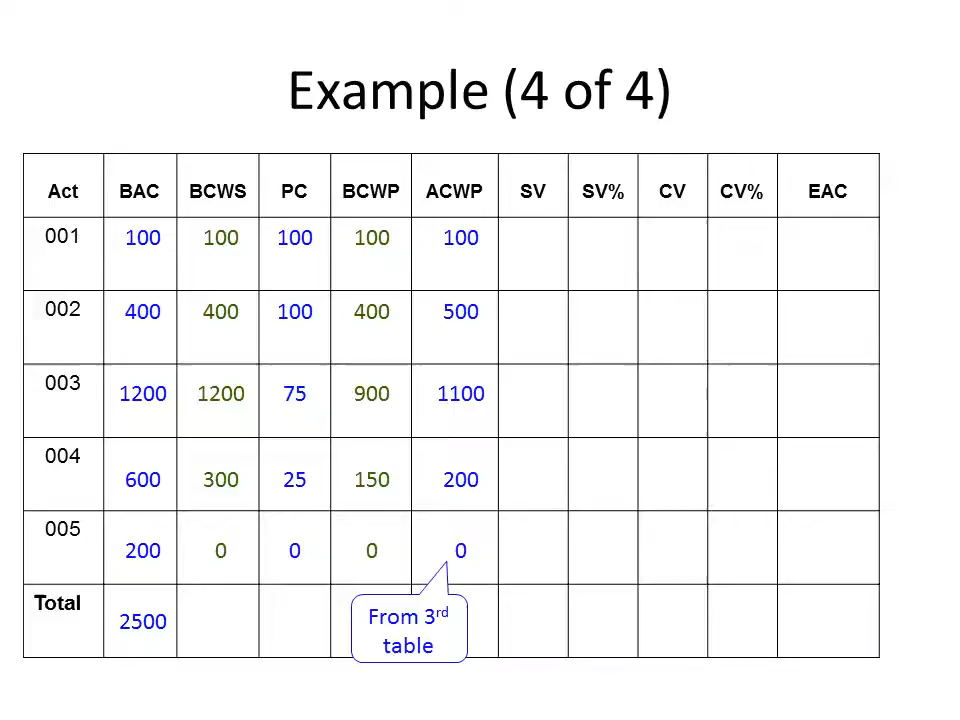 Example (4 of 4)
Act BAC BCWS PC BCWP ACWP SV SV% CV CV% EAC
001 100 100 100 100 100
002 400 400 100 400 500
003 1200 1200 75 900 1100
004 600 300 25 150 200
005 200 0 0 0 0
Total 2500
From 3rd
table